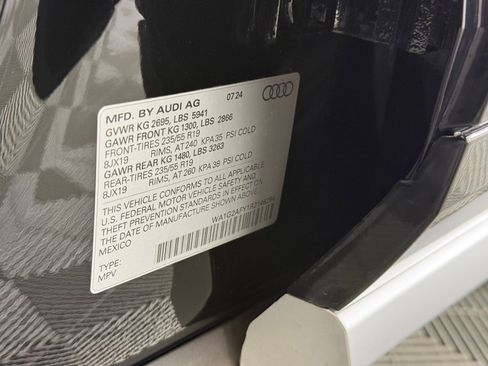 MFD. BY AUDI AG 07/24
GVWR KG 2695, LBS 5941
GAWR FRONT KG 1300, LBS 2866
FRONT-TIRES 235/55 R19
8JX19 RIMS, AT240 KPA 35 PSI COLD
GAWR REAR KG 1480, LBS 3263
REAR-TIRES 235/55 R19
8JX19 RIMS, AT 260 KPA 38 PSI COLD
THIS VEHICLE CONFORMS TO ALL APPLICABLE
U.S. FEDERAL MOTOR VEHICLE SAFETY AND
THEFT PREVENTION STANDARDS IN EFFECT ON
THE DATE OF MANUFACTURE SHOWN ABOVE.
MEXICO
TYPE:
MPV